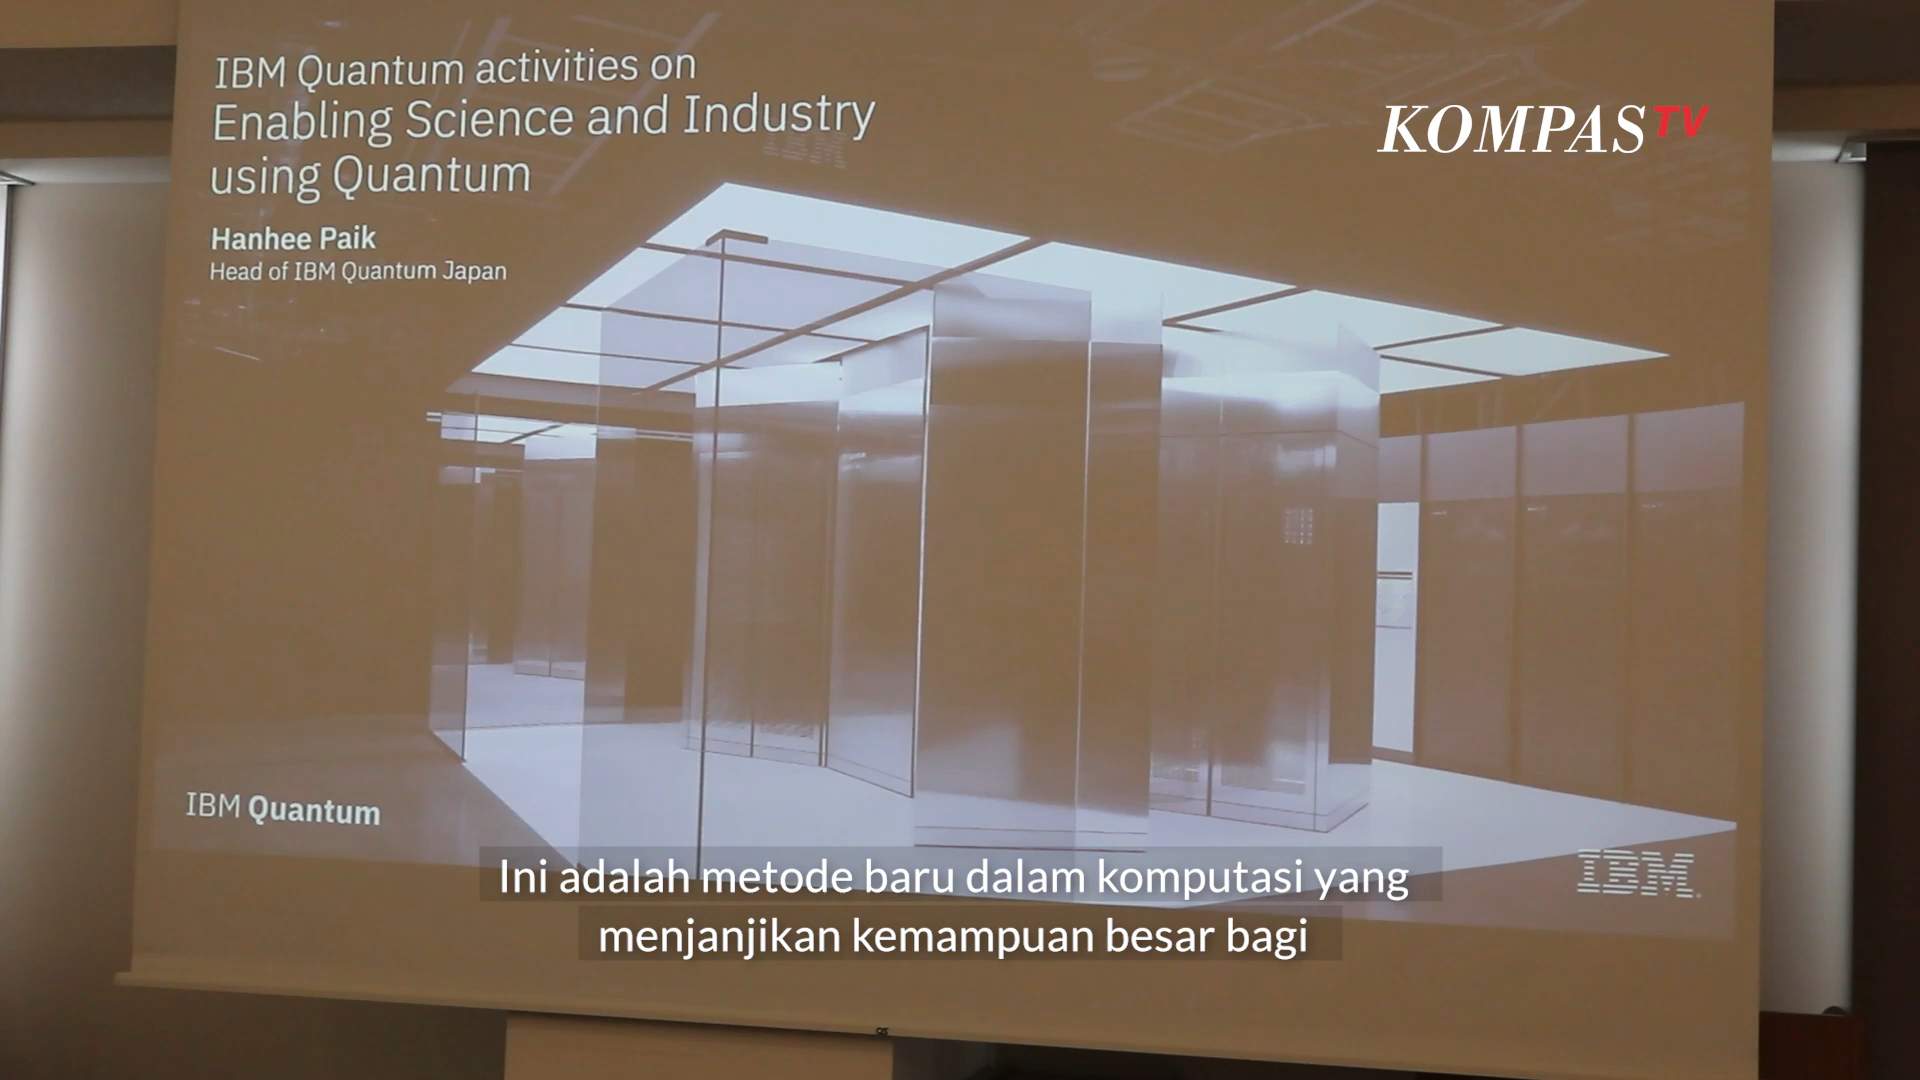 IBM Quantum activities on
Enabling Science and Industry
using Quantum
Hanhee Paik
Head of IBM Quantum Japan
KOMPAS TV
IBM
IBM Quantum
IBM
Ini adalah metode baru dalam komputasi yang
menjanjikan kemampuan besar bagi